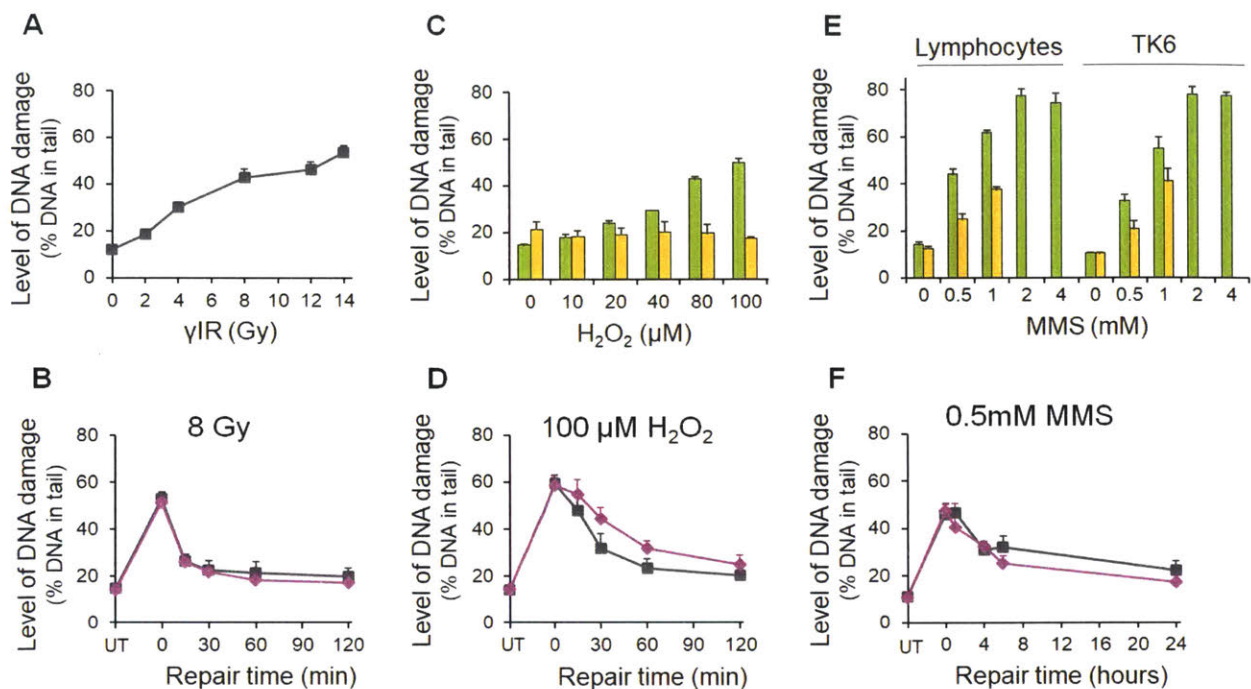 A
Level of DNA damage
(% DNA in tail)
80
60
40
20
0
0 2 4 6 8 10 12 14
γIR (Gy)
C
Level of DNA damage
(% DNA in tail)
80
60
40
20
0
0 10 20 40 80 100
H₂O₂ (µM)
E
Lymphocytes TK6
Level of DNA damage
(% DNA in tail)
80
60
40
20
0
0 0.5 1 2 4 0 0.5 1 2 4
MMS (mM)
B
8 Gy
Level of DNA damage
(% DNA in tail)
80
60
40
20
0
UT 0 30 60 90 120
Repair time (min)
D
100 µM H₂O₂
Level of DNA damage
(% DNA in tail)
80
60
40
20
0
UT 0 30 60 90 120
Repair time (min)
F
0.5mM MMS
Level of DNA damage
(% DNA in tail)
80
60
40
20
0
UT 0 4 8 12 16 20 24
Repair time (hours)